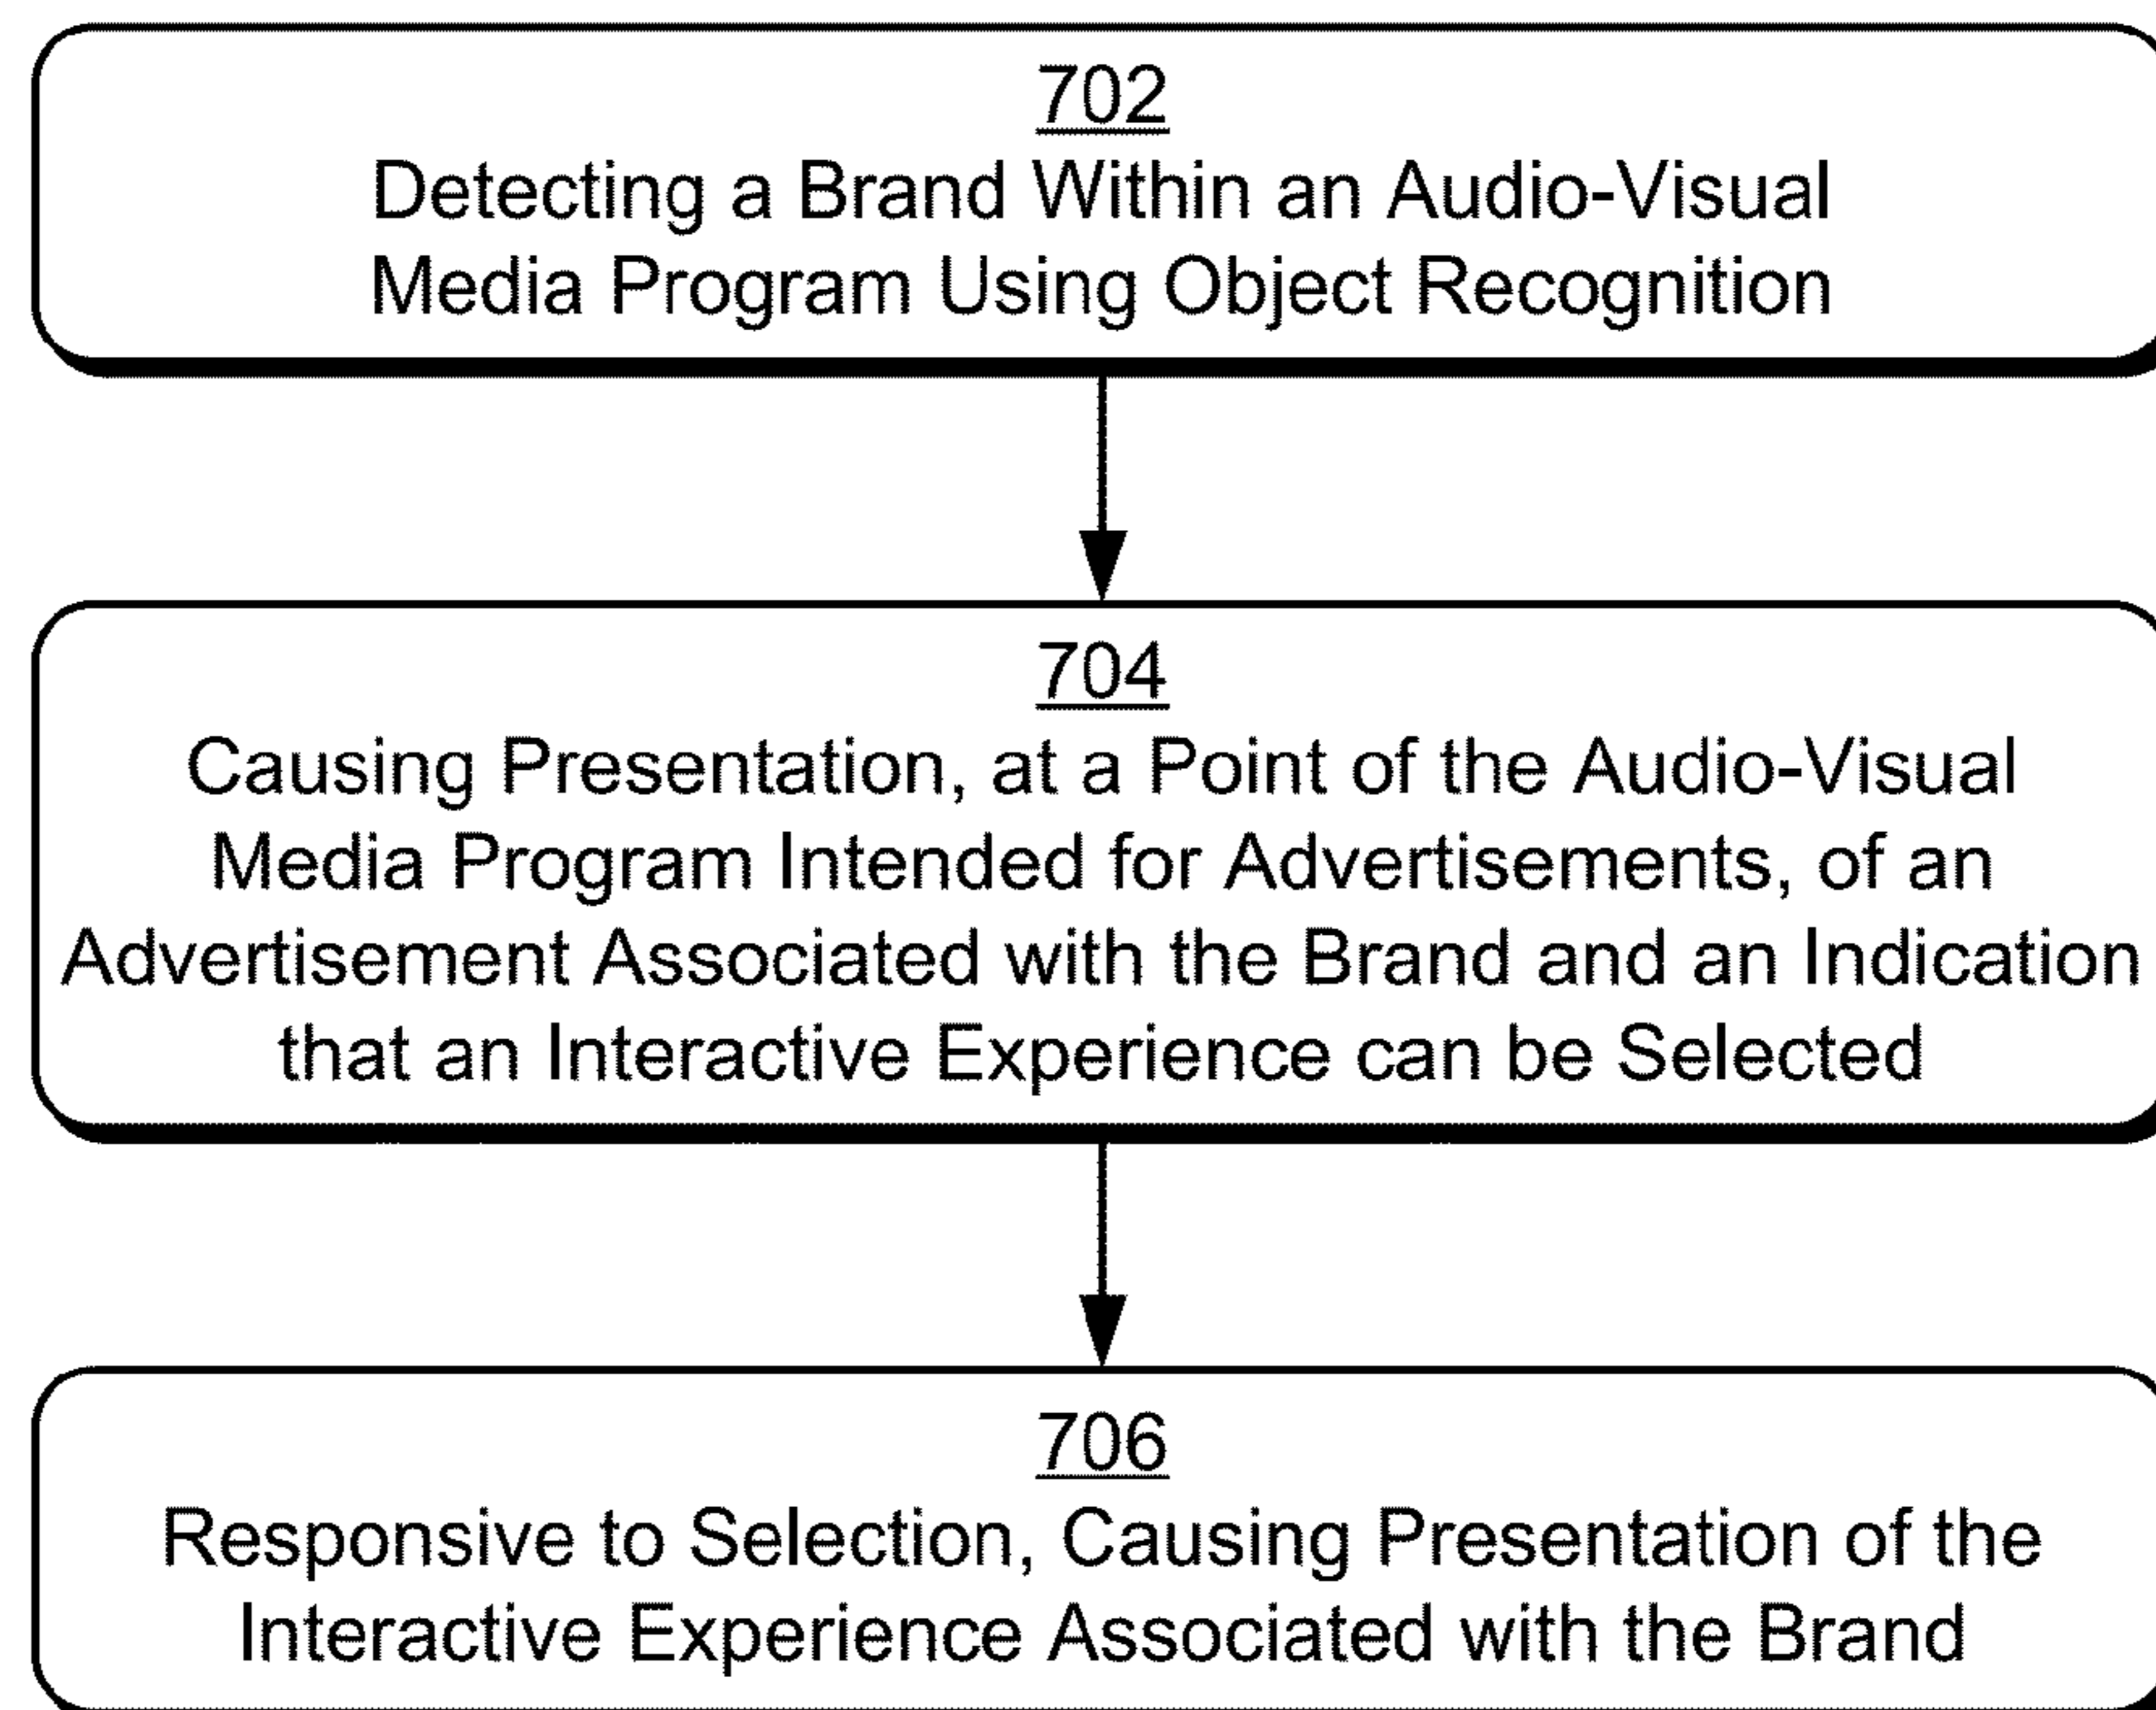 702
Detecting a Brand Within an Audio-Visual
Media Program Using Object Recognition
704
Causing Presentation, at a Point of the Audio-Visual
Media Program Intended for Advertisements, of an
Advertisement Associated with the Brand and an Indication
that an Interactive Experience can be Selected
706
Responsive to Selection, Causing Presentation of the
Interactive Experience Associated with the Brand